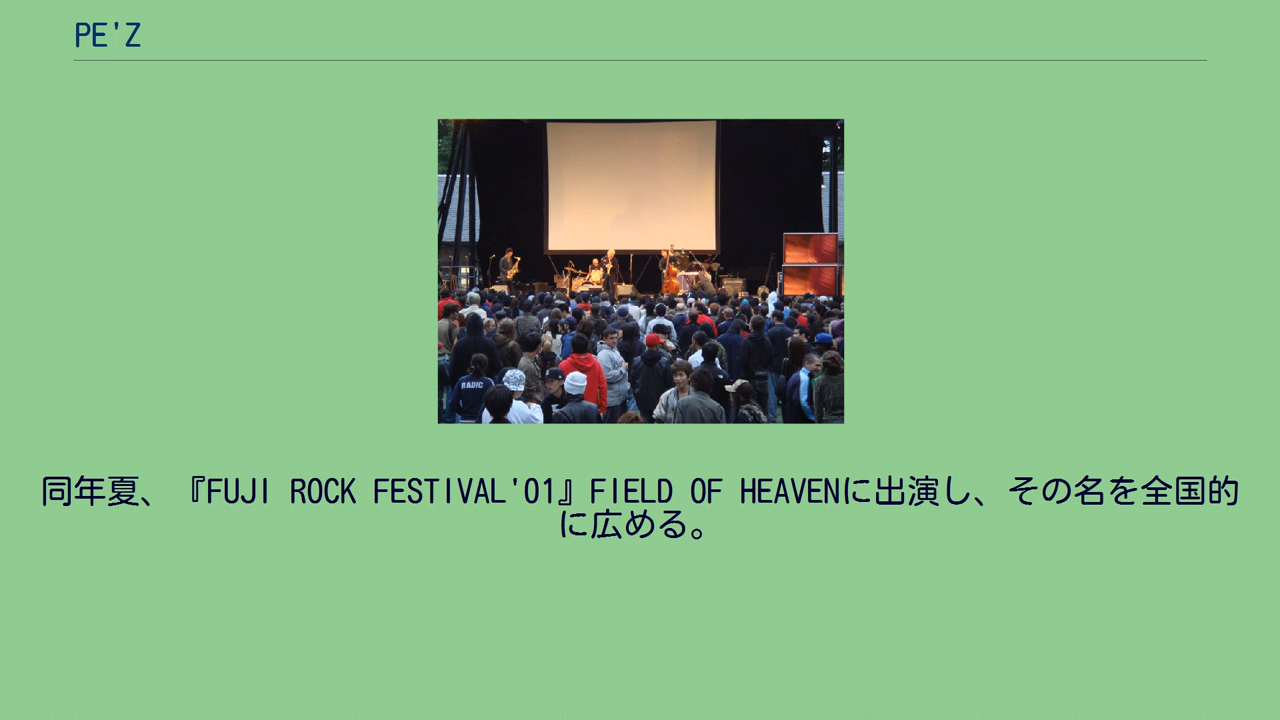 PE'Z
RADIC
同年夏、『FUJI ROCK FESTIVAL'01』FIELD OF HEAVENに出演し、その名を全国的
に広める。